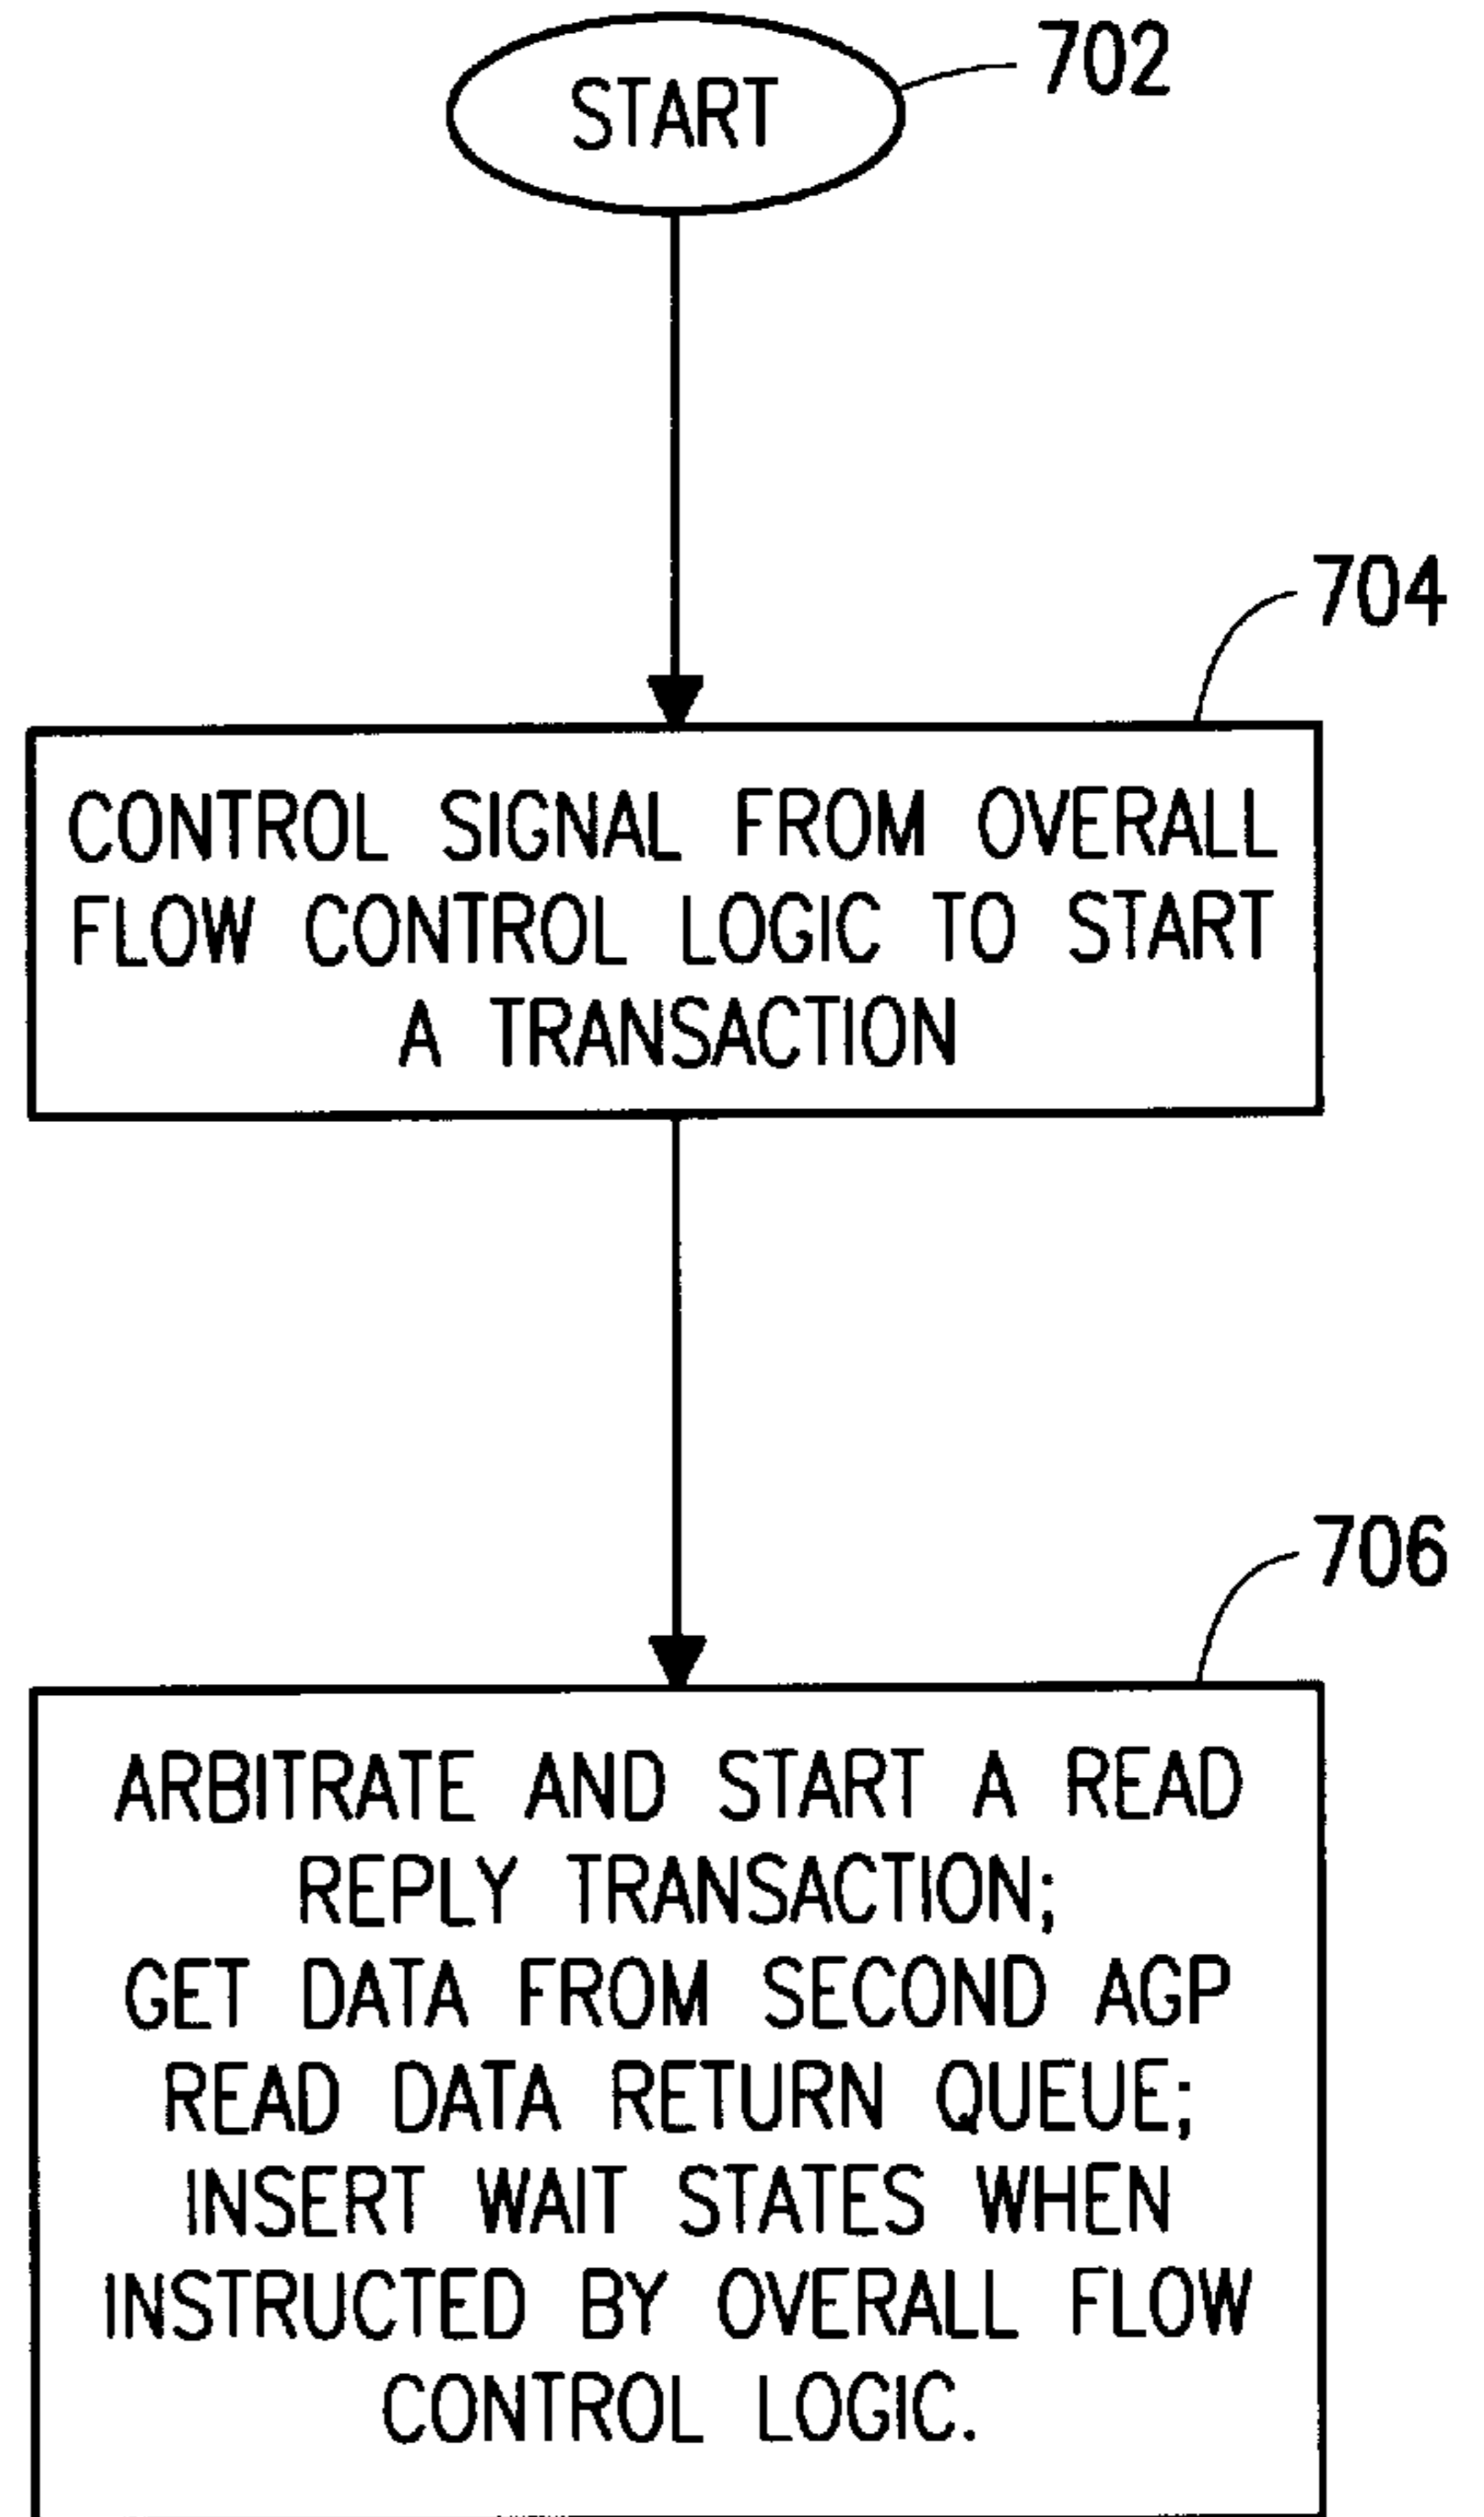 START
702
704
CONTROL SIGNAL FROM OVERALL
FLOW CONTROL LOGIC TO START
A TRANSACTION
706
ARBITRATE AND START A READ
REPLY TRANSACTION;
GET DATA FROM SECOND AGP
READ DATA RETURN QUEUE;
INSERT WAIT STATES WHEN
INSTRUCTED BY OVERALL FLOW
CONTROL LOGIC.